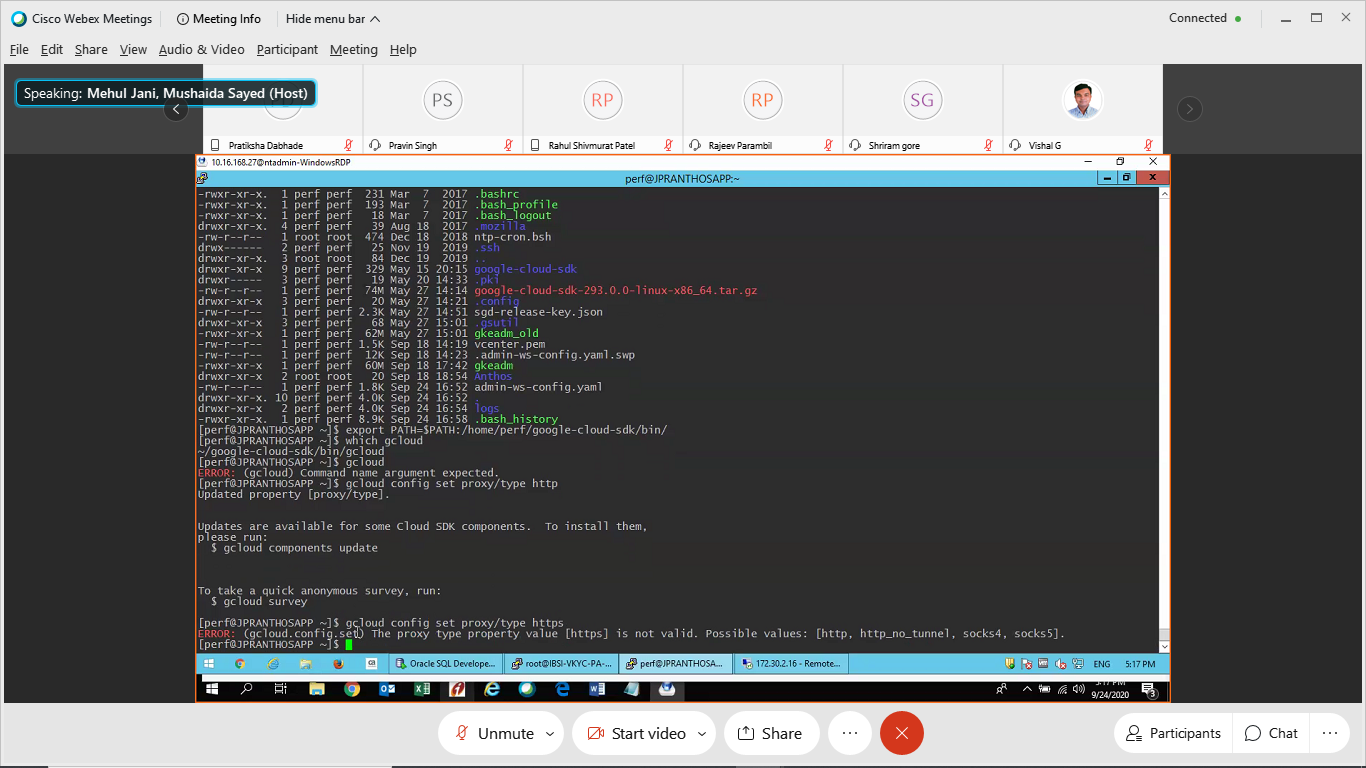 Cisco Webex Meetings
Meeting Info
Hide menu bar
Connected
File Edit Share View Audio & Video Participant Meeting Help
Speaking: Mehul Jani, Mushaida Sayed (Host)
PS RP RP SG
Pratiksha Dabhade Pravin Singh Rahul Shivmurat Patel Rajeev Parambil Shriram gore Vishal G
10.16.168.27@ntadmin-WindowsRDP
perf@JPRANTHOSAPP:~
-rwxr-xr-x. 1 perf perf 231 Mar 7 2017 .bashrc
-rwxr-xr-x. 1 perf perf 193 Mar 7 2017 .bash_profile
-rwxr-xr-x. 1 perf perf 18 Mar 7 2017 .bash_logout
drwxr-xr-x. 4 perf perf 39 Aug 18 2017 .mozilla
-rw-r--r-- 1 root root 474 Dec 18 2018 ntp-cron.bsh
drwx------ 2 perf perf 25 Nov 19 2019 .ssh
drwxr-xr-x. 3 root root 84 Dec 19 2019 ..
drwxr-xr-x 9 perf perf 329 May 15 20:15 google-cloud-sdk
drwxr----- 3 perf perf 19 May 20 14:33 .pki
-rw-r--r-- 1 perf perf 74M May 27 14:14 google-cloud-sdk-293.0.0-linux-x86_64.tar.gz
drwxr-xr-x 3 perf perf 20 May 27 14:21 .config
-rw-r--r-- 1 perf perf 2.3K May 27 14:51 sgd-release-key.json
drwxr-xr-x 3 perf perf 68 May 27 15:01 .gsutil
-rwxr-xr-x 1 perf perf 62M May 27 15:01 gkeadm_old
-rw-r--r-- 1 perf perf 1.5K Sep 18 14:19 vcenter.pem
-rw-r--r-- 1 perf perf 12K Sep 18 14:23 .admin-ws-config.yaml.swp
-rwxr-xr-x 1 perf perf 60M Sep 18 17:42 gkeadm
drwxr-xr-x 2 root root 20 Sep 18 18:54 Anthos
-rw-r--r-- 1 perf perf 1.8K Sep 24 16:52 admin-ws-config.yaml
drwxr-xr-x. 10 perf perf 4.0K Sep 24 16:52 .
drwxr-xr-x 2 perf perf 4.0K Sep 24 16:54 logs
-rwxr-xr-x. 1 perf perf 8.9K Sep 24 16:58 .bash_history
[perf@JPRANTHOSAPP ~]$ export PATH=$PATH:/home/perf/google-cloud-sdk/bin/
[perf@JPRANTHOSAPP ~]$ which gcloud
~/google-cloud-sdk/bin/gcloud
[perf@JPRANTHOSAPP ~]$ gcloud
ERROR: (gcloud) Command name argument expected.
[perf@JPRANTHOSAPP ~]$ gcloud config set proxy/type http
Updated property [proxy/type].
Updates are available for some Cloud SDK components. To install them,
please run:
$ gcloud components update
To take a quick anonymous survey, run:
$ gcloud survey
[perf@JPRANTHOSAPP ~]$ gcloud config set proxy/type https
ERROR: (gcloud.config.set) The proxy type property value [https] is not valid. Possible values: [http, http_no_tunnel, socks4, socks5].
[perf@JPRANTHOSAPP ~]$
Oracle SQL Develope... root@IBSI-VKYC-PA-... perf@JPRANTHOSA... 172.30.2.16 - Remote... ENG 5:17 PM
9/24/2020
3
Unmute Start video Share Participants Chat